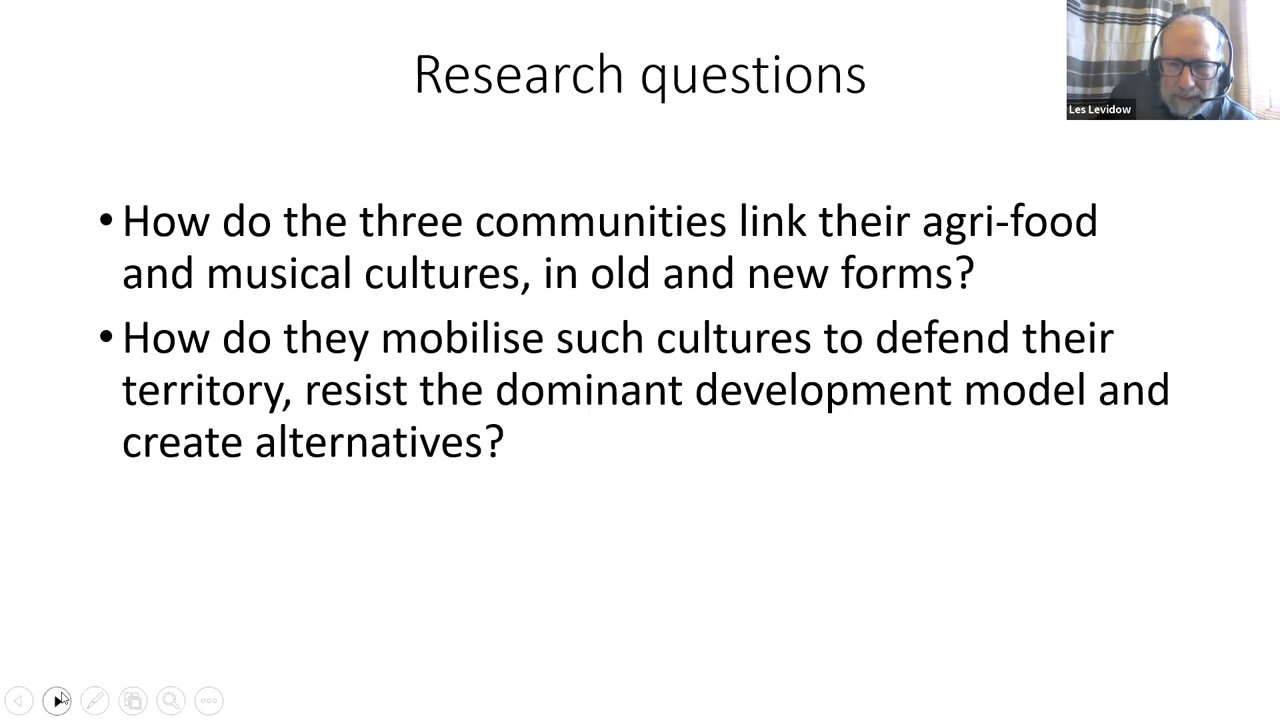 Research questions
Les Levidow
•How do the three communities link their agri-food
and musical cultures, in old and new forms?
•How do they mobilise such cultures to defend their
territory, resist the dominant development model and
create alternatives?